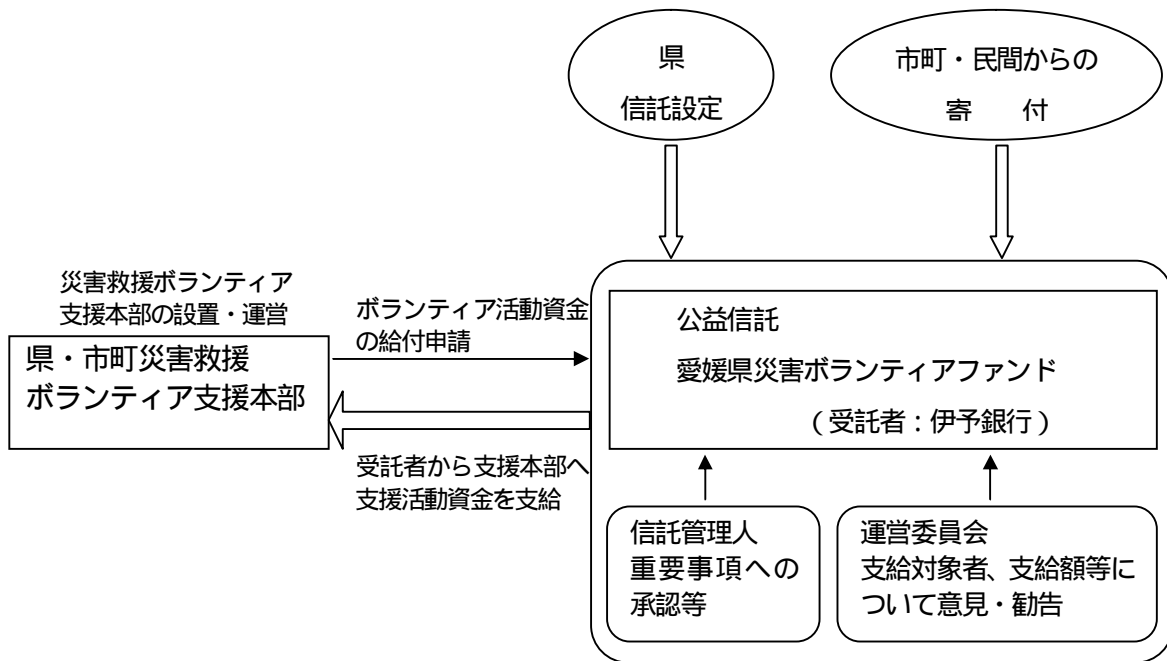 県
信託設定
市町・民間からの
寄　　付
災害救援ボランティア
支援本部の設置・運営
県・市町災害救援
ボランティア支援本部
ボランティア活動資金
の給付申請
受託者から支援本部へ
支援活動資金を支給
公益信託
愛媛県災害ボランティアファンド
（受託者：伊予銀行）
信託管理人
重要事項への
承認等
運営委員会
支給対象者、支給額等に
ついて意見・勧告